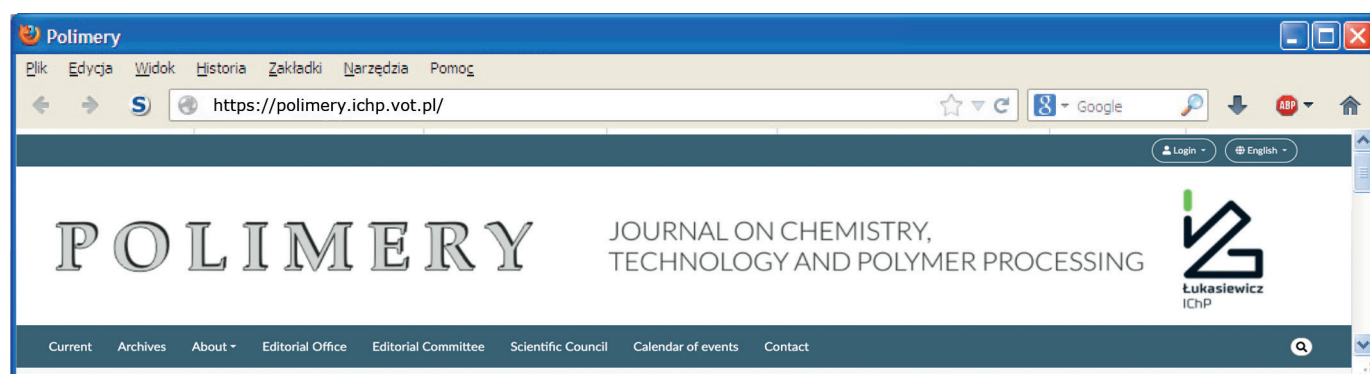 Polimery
Plik Edycja Widok Historia Zakładki Narzędzia Pomoc
S https://polimery.ichp.vot.pl/ 8 Google ABP
Login English
POLIMERY
JOURNAL ON CHEMISTRY,
TECHNOLOGY AND POLYMER PROCESSING
Łukasiewicz
IChP
Current Archives About Editorial Office Editorial Committee Scientific Council Calendar of events Contact